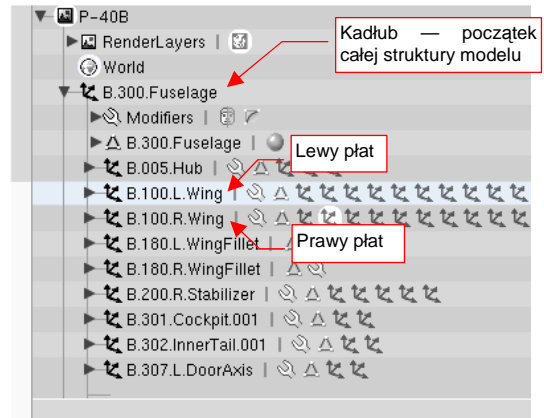 P-40B
RenderLayers |
Kadłub — początek
całej struktury modelu
World
B.300.Fuselage
Modifiers |
B.300.Fuselage |
Lewy płat
B.005.Hub |
B.100.L.Wing |
B.100.R.Wing |
Prawy płat
B.180.L.WingFillet |
B.180.R.WingFillet |
B.200.R.Stabilizer |
B.301.Cockpit.001 |
B.302.InnerTail.001 |
B.307.L.DoorAxis |